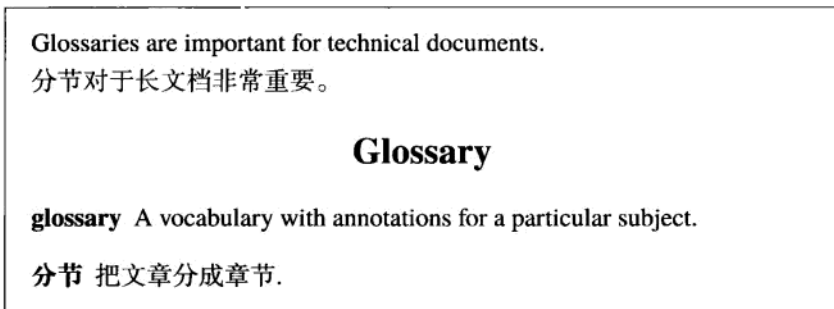 Glossaries are important for technical documents.
分节对于长文档非常重要。
Glossary
glossary A vocabulary with annotations for a particular subject.
分节 把文章分成章节.